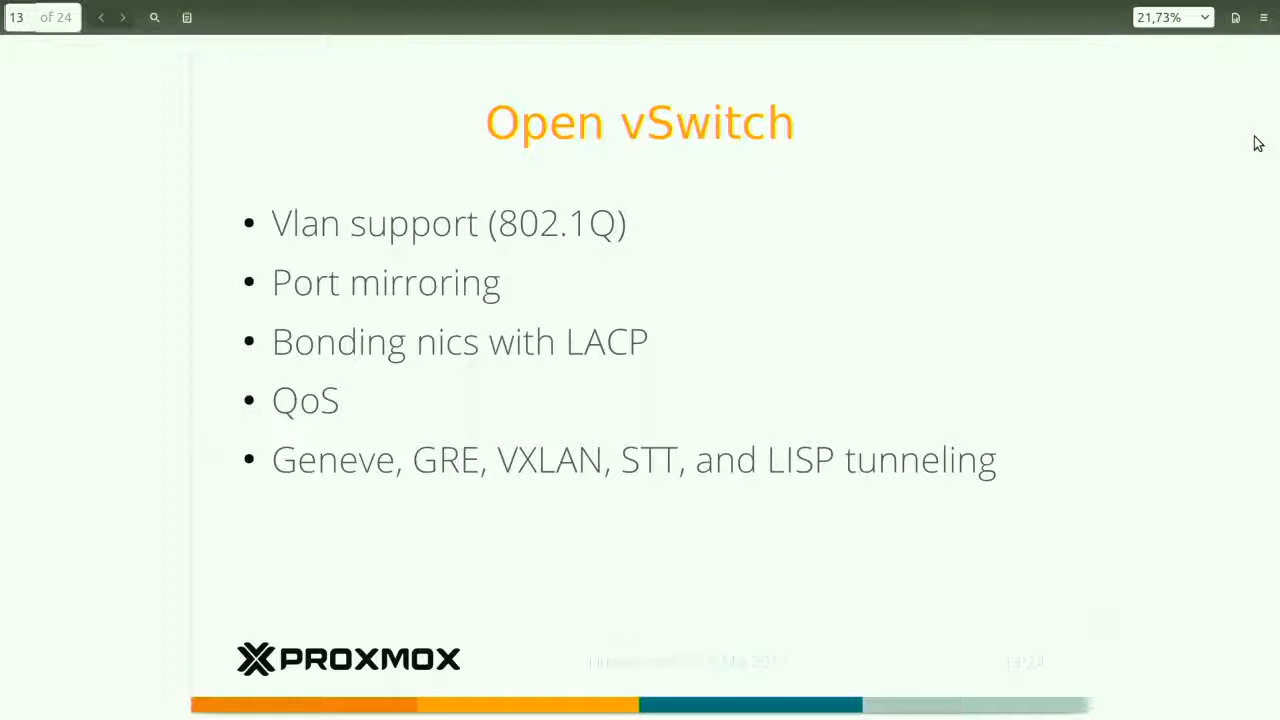 13 of 24
21,73%
Open vSwitch
• Vlan support (802.1Q)
• Port mirroring
• Bonding nics with LACP
• QoS
• Geneve, GRE, VXLAN, STT, and LISP tunneling
PROXMOX